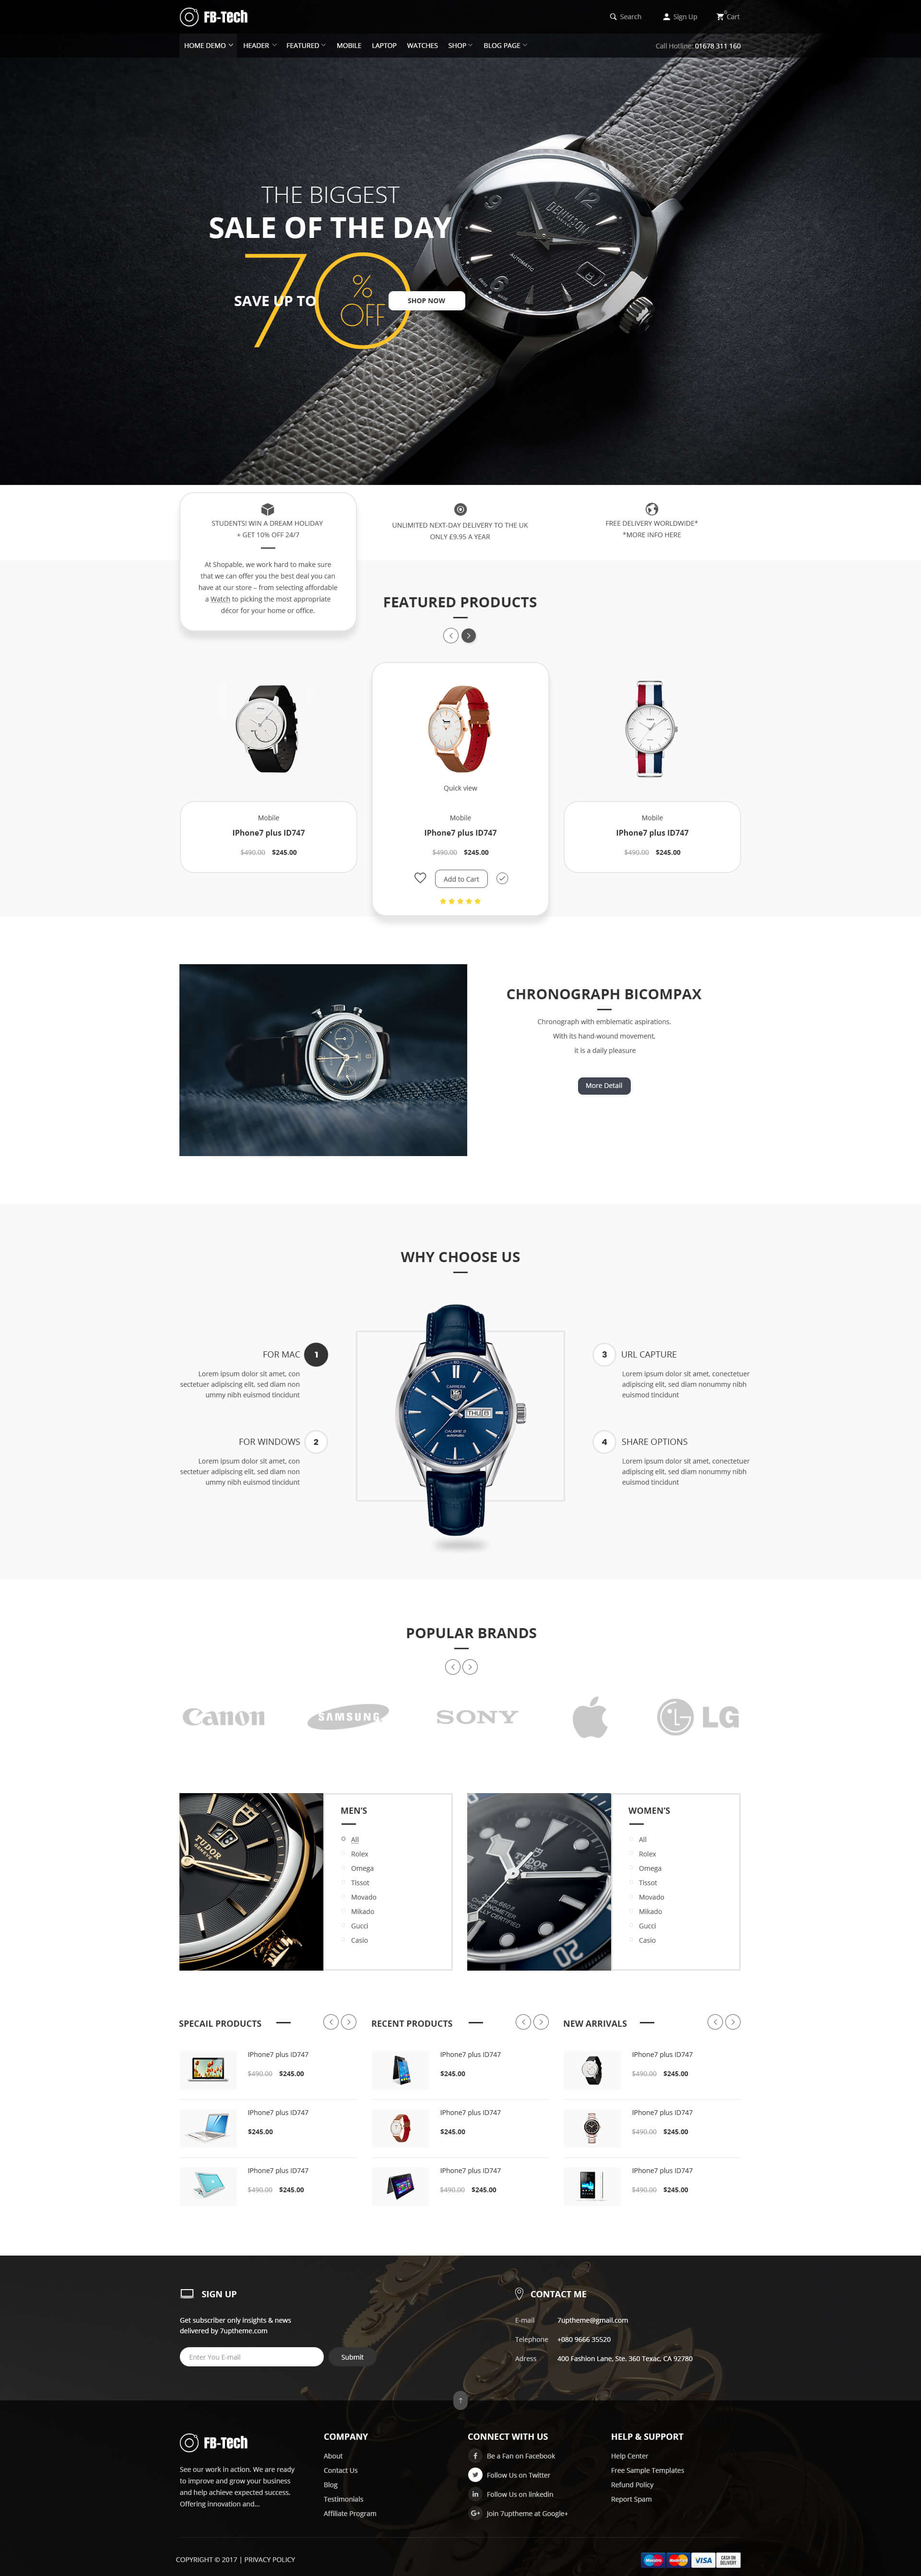 FB-Tech
Search
Sign Up
0
Cart
HOME DEMO
HEADER
FEATURED
MOBILE
LAPTOP
WATCHES
SHOP
BLOG PAGE
Call Hotline: 01678 311 160
THE BIGGEST
SALE OF THE DAY
SAVE UP TO
70
%
OFF
SHOP NOW
DENNISON
AUTOMATIC
STUDENTS! WIN A DREAM HOLIDAY
+ GET 10% OFF 24/7
At Shopable, we work hard to make sure
that we can offer you the best deal you can
have at our store – from selecting affordable
a Watch to picking the most appropriate
décor for your home or office.
UNLIMITED NEXT-DAY DELIVERY TO THE UK
ONLY £9.95 A YEAR
FREE DELIVERY WORLDWIDE*
*MORE INFO HERE
FEATURED PRODUCTS
Quick view
Mobile
IPhone7 plus ID747
$490.00 $245.00
Mobile
IPhone7 plus ID747
$490.00 $245.00
Add to Cart
Mobile
IPhone7 plus ID747
$490.00 $245.00
CHRONOGRAPH BICOMPAX
Chronograph with emblematic aspirations.
With its hand-wound movement,
it is a daily pleasure
More Detail
WHY CHOOSE US
FOR MAC 1
Lorem ipsum dolor sit amet, con
sectetuer adipiscing elit, sed diam non
ummy nibh euismod tincidunt
FOR WINDOWS 2
Lorem ipsum dolor sit amet, con
sectetuer adipiscing elit, sed diam non
ummy nibh euismod tincidunt
CARRERA
TAG
THU
CALIBRE 5
automatic
3 URL CAPTURE
Lorem ipsum dolor sit amet, conectetuer
adipiscing elit, sed diam nonummy nibh
euismod tincidunt
4 SHARE OPTIONS
Lorem ipsum dolor sit amet, conectetuer
adipiscing elit, sed diam nonummy nibh
euismod tincidunt
POPULAR BRANDS
Canon
SAMSUNG
SONY
LG
TUDOR
GENEVE
28
MEN'S
All
Rolex
Omega
Tissot
Movado
Mikado
Gucci
Casio
TUDOR
CHRONOMETER
20
WOMEN'S
All
Rolex
Omega
Tissot
Movado
Mikado
Gucci
Casio
SPECAIL PRODUCTS
IPhone7 plus ID747
$490.00 $245.00
IPhone7 plus ID747
$245.00
IPhone7 plus ID747
$490.00 $245.00
RECENT PRODUCTS
IPhone7 plus ID747
$245.00
IPhone7 plus ID747
$245.00
IPhone7 plus ID747
$490.00 $245.00
NEW ARRIVALS
IPhone7 plus ID747
$490.00 $245.00
IPhone7 plus ID747
$490.00 $245.00
IPhone7 plus ID747
$490.00 $245.00
SIGN UP
Get subscriber only insights & news
delivered by 7uptheme.com
Enter You E-mail
Submit
CONTACT ME
E-mail 7uptheme@gmail.com
Telephone +080 9666 35520
Adress 400 Fashion Lane, Ste. 360 Texac, CA 92780
FB-Tech
See our work in action. We are ready
to improve and grow your business
and help achieve expected success.
Offering innovation and...
COMPANY
About
Contact Us
Blog
Testimonials
Affiliate Program
CONNECT WITH US
Be a Fan on Facebook
Follow Us on Twitter
Follow Us on linkedin
Join 7uptheme at Google+
HELP & SUPPORT
Help Center
Free Sample Templates
Refund Policy
Report Spam
COPYRIGHT © 2017 | PRIVACY POLICY
Maestro
MasterCard
VISA
CASH ON
DELIVERY